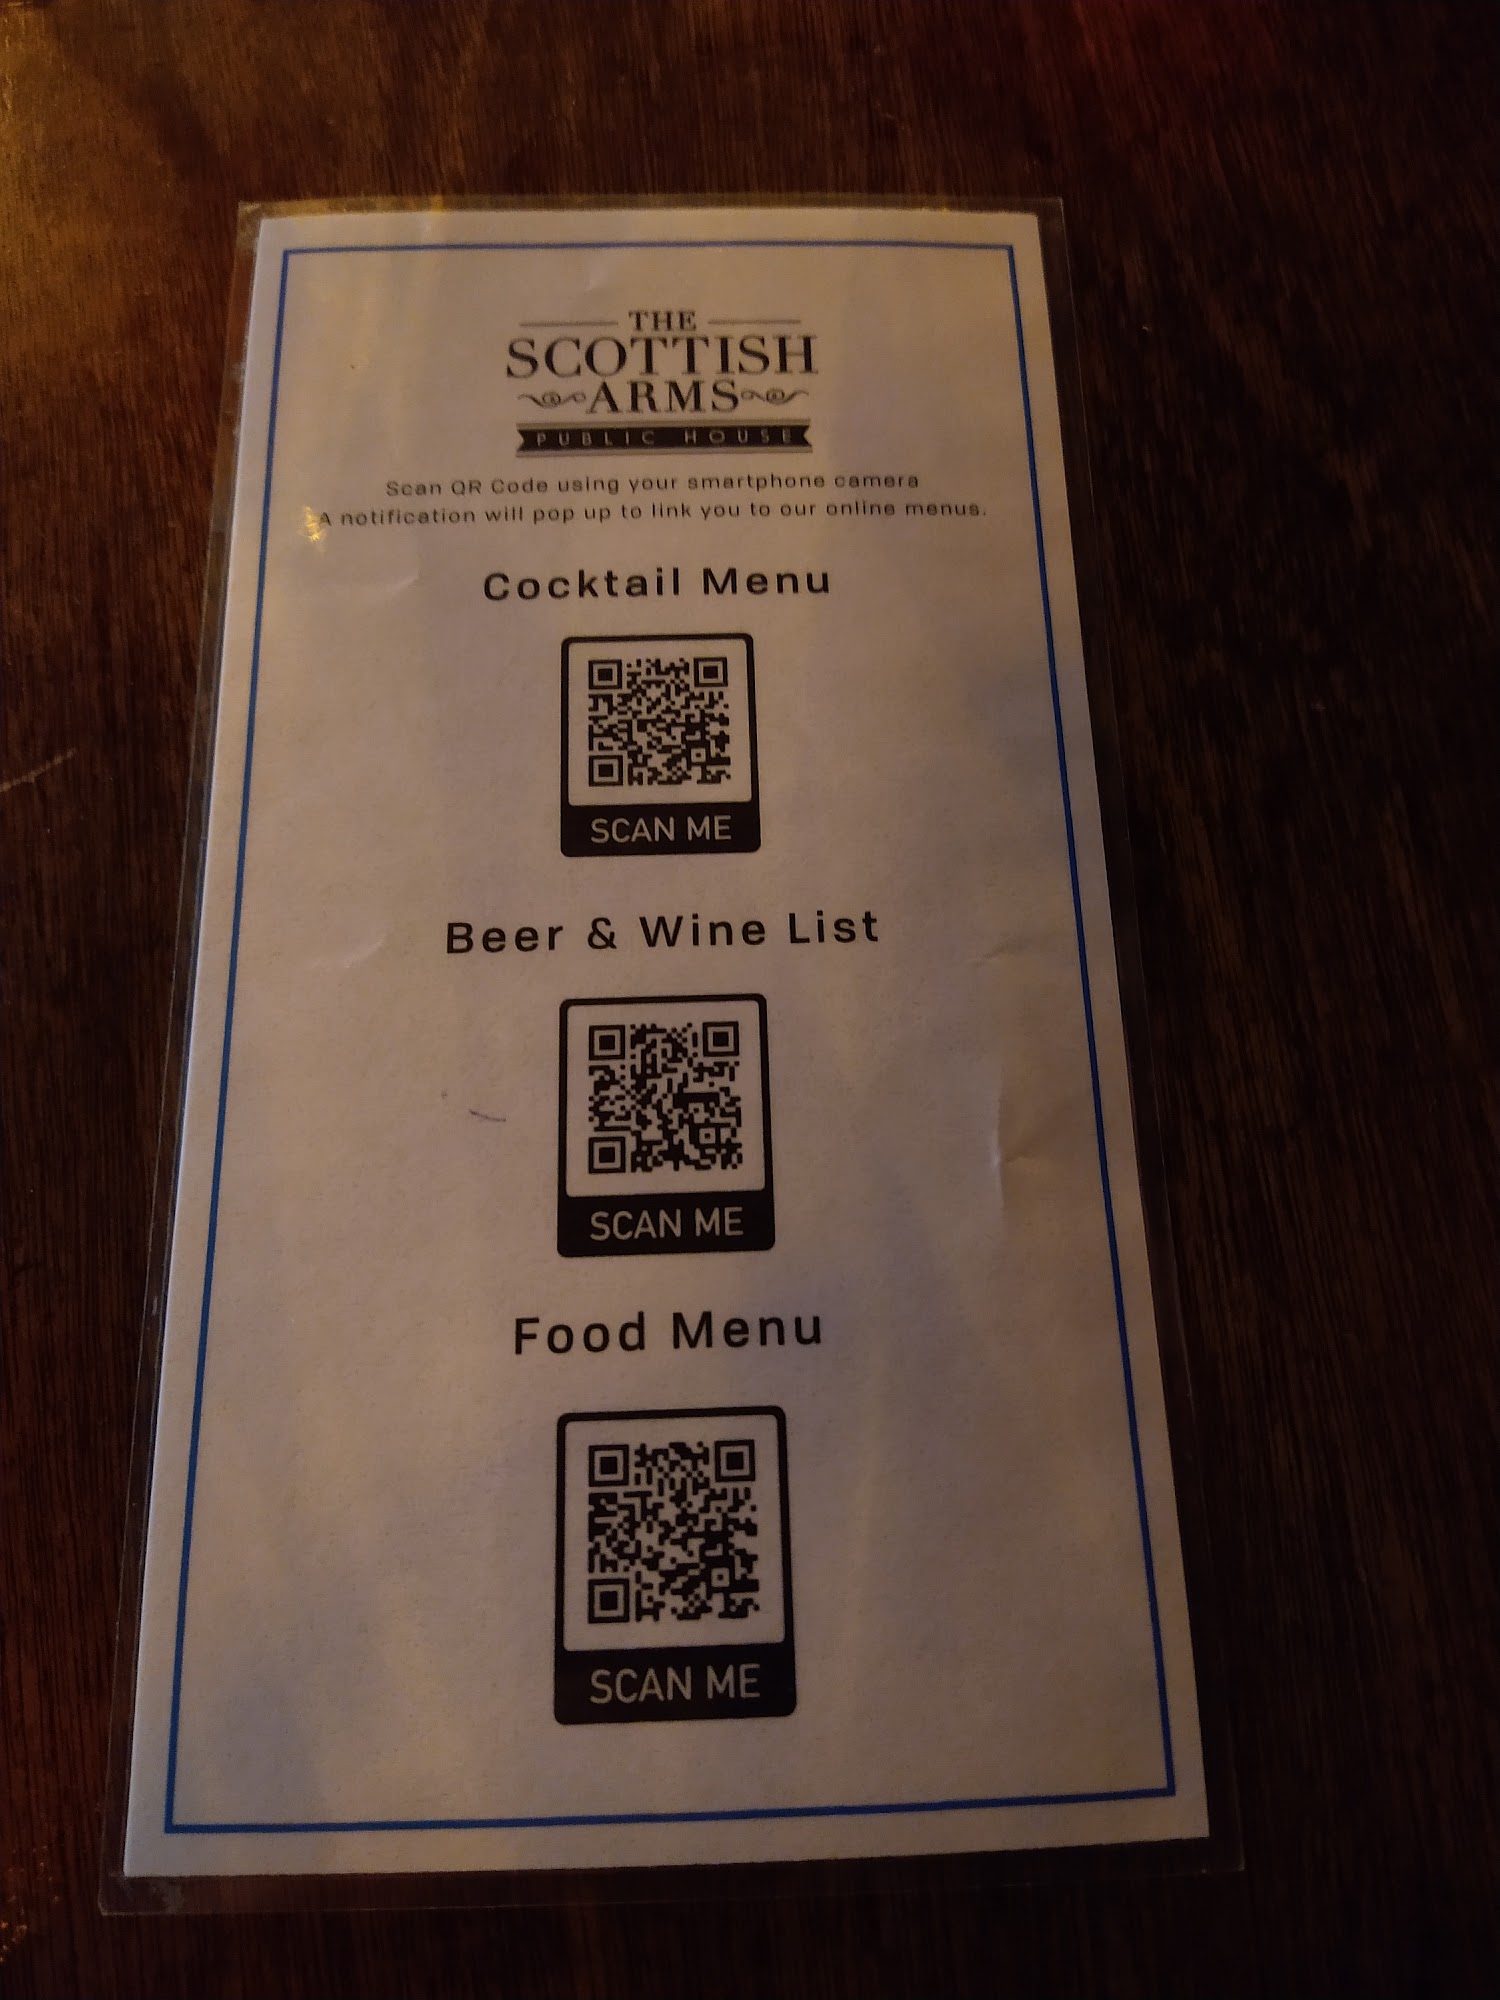 THE
SCOTTISH
ARMS
PUBLIC HOUSE
Scan QR Code using your smartphone camera
A notification will pop up to link you to our online menus.
Cocktail Menu
SCAN ME
Beer & Wine List
SCAN ME
Food Menu
SCAN ME